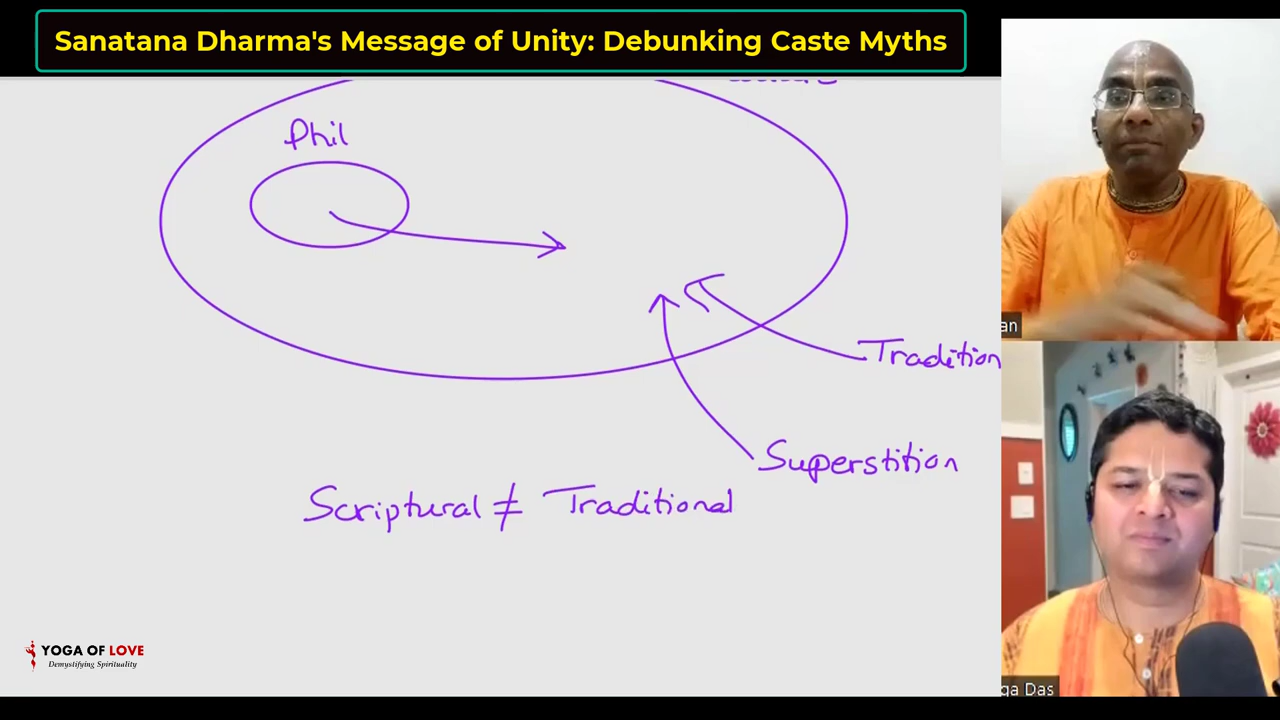 Sanatana Dharma's Message of Unity: Debunking Caste Myths
Phil
Tradition
Superstition
Scriptural ≠ Traditional
YOGA OF LOVE
Demystifying Spirituality
an
ga Das